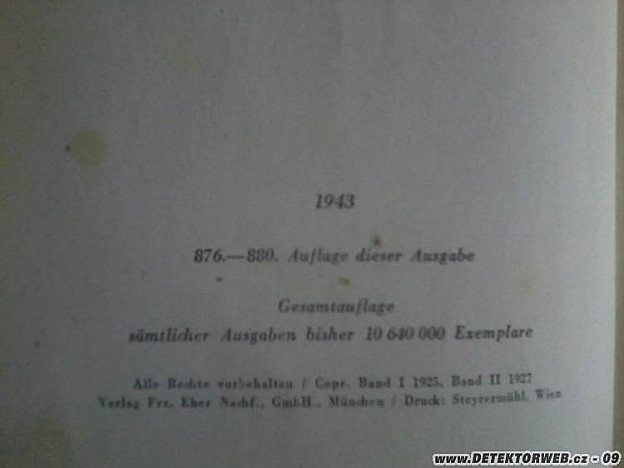 1943
876.—880. Auflage dieser Ausgabe
Gesamtauflage
sämtlicher Ausgaben bisher 10 640 000 Exemplare
Alle Rechte vorbehalten / Copr. Band I 1925, Band II 1927
Verlag Frz. Eher Nachf., GmbH., München / Druck: Steyrermühl, Wien
www.DETEKTORWEB.cz - 09